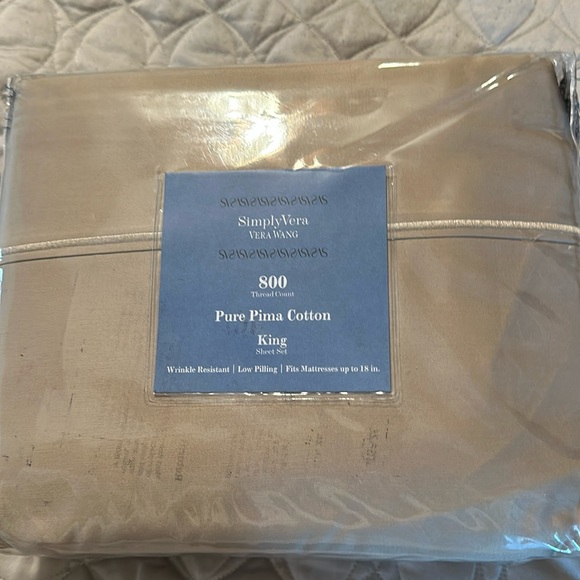 SimplyVera
VERA WANG
800
Thread Count
Pure Pima Cotton
King
Sheet Set
Wrinkle Resistant | Low Pilling | Fits Mattresses up to 18 in.